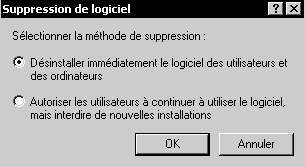 Suppression de logiciel
Sélectionner la méthode de suppression :
Désinstaller immédiatement le logiciel des utilisateurs et
des ordinateurs
Autoriser les utilisateurs à continuer à utiliser le logiciel,
mais interdire de nouvelles installations
OK Annuler